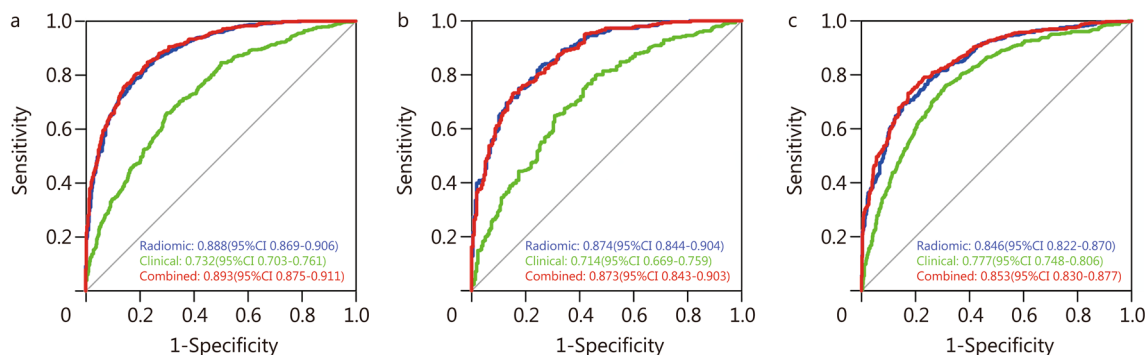 a
1.0
0.8
0.6
0.4
0.2
0
0.2
0.4
0.6
0.8
1.0
Sensitivity
1-Specificity
Radiomic: 0.888(95%CI 0.869-0.906)
Clinical: 0.732(95%CI 0.703-0.761)
Combined: 0.893(95%CI 0.875-0.911)
b
1.0
0.8
0.6
0.4
0.2
0
0.2
0.4
0.6
0.8
1.0
Sensitivity
1-Specificity
Radiomic: 0.874(95%CI 0.844-0.904)
Clinical: 0.714(95%CI 0.669-0.759)
Combined: 0.873(95%CI 0.843-0.903)
c
1.0
0.8
0.6
0.4
0.2
0
0.2
0.4
0.6
0.8
1.0
Sensitivity
1-Specificity
Radiomic: 0.846(95%CI 0.822-0.870)
Clinical: 0.777(95%CI 0.748-0.806)
Combined: 0.853(95%CI 0.830-0.877)